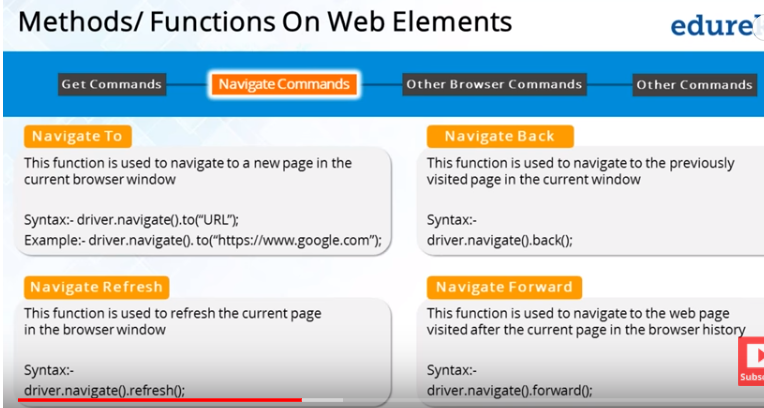 Methods/ Functions On Web Elements
edure
Get Commands
Navigate Commands
Other Browser Commands
Other Commands
Navigate To
This function is used to navigate to a new page in the
current browser window
Syntax:- driver.navigate().to(“URL”);
Example:- driver.navigate(). to(“https://www.google.com”);
Navigate Back
This function is used to navigate to the previously
visited page in the current window
Syntax:-
driver.navigate().back();
Navigate Refresh
This function is used to refresh the current page
in the browser window
Syntax:-
driver.navigate().refresh();
Navigate Forward
This function is used to navigate to the web page
visited after the current page in the browser history
Syntax:-
driver.navigate().forward();
Subs